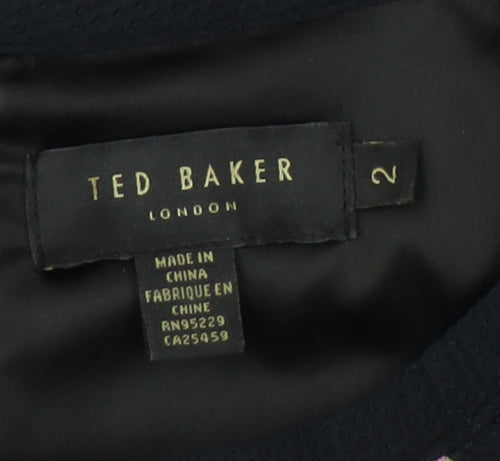 TED BAKER
LONDON
2
MADE IN
CHINA
FABRIQUE EN
CHINE
RN95229
CA25459